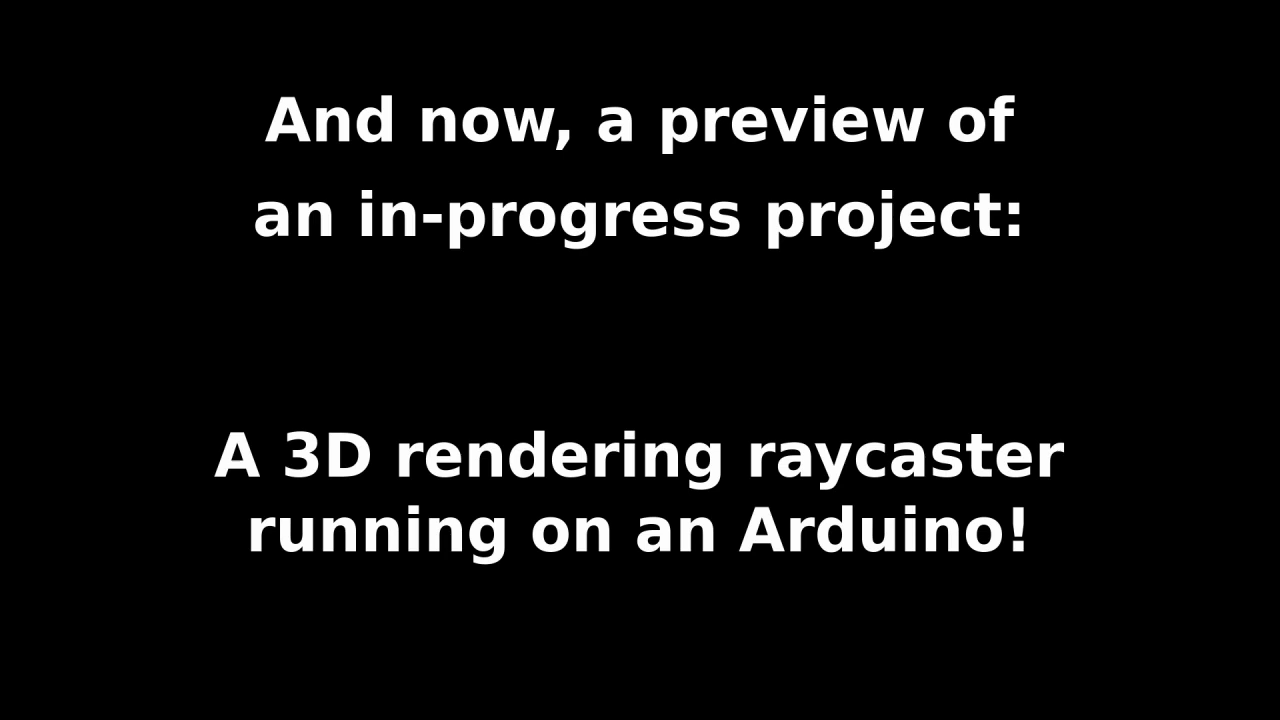 And now, a preview of
an in-progress project:
A 3D rendering raycaster
running on an Arduino!